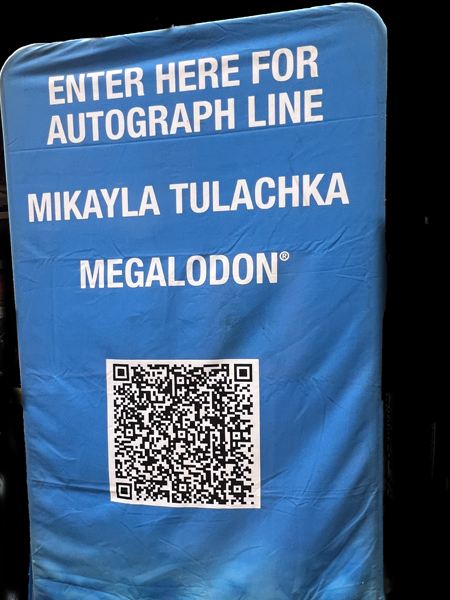 ENTER HERE FOR
AUTOGRAPH LINE
MIKAYLA TULACHKA
MEGALODON®